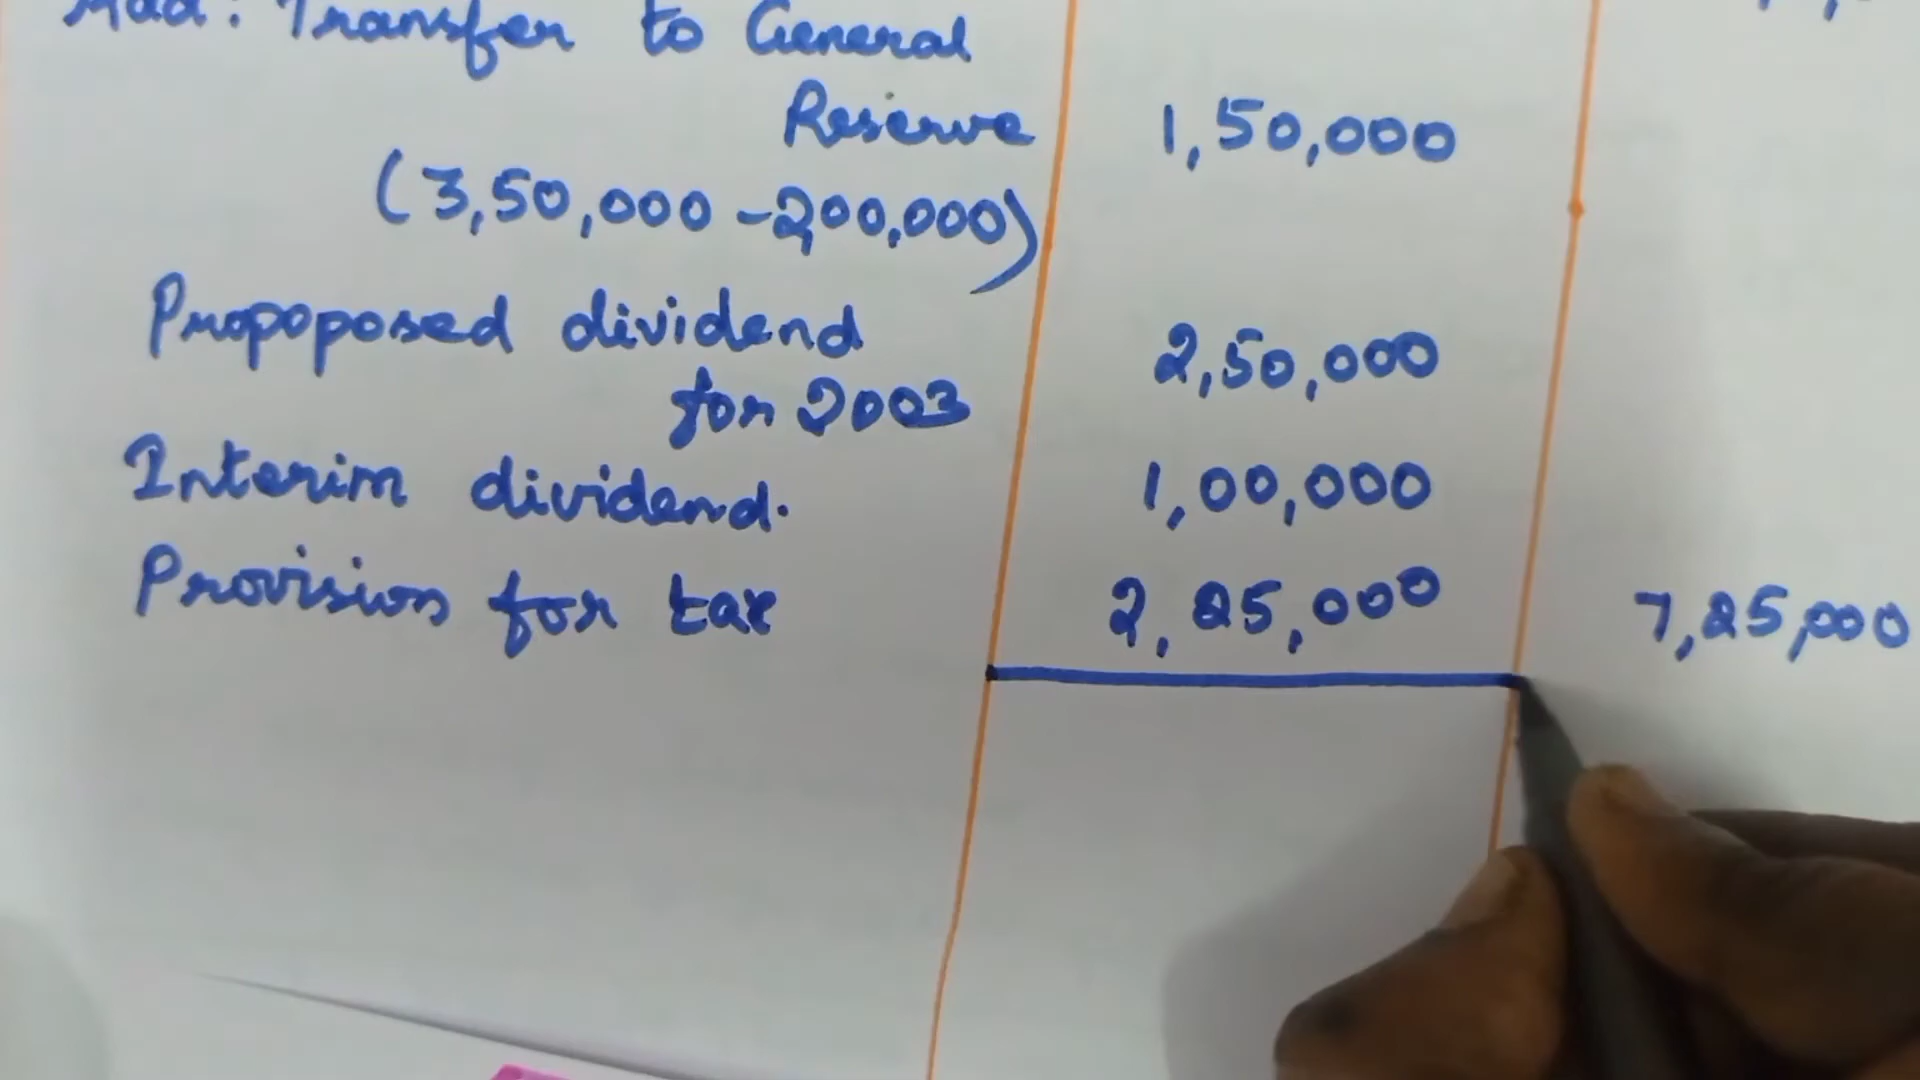 Add: Transfer to General
Reserve 1,50,000
(3,50,000 - 200,000)
Propoposed dividend 2,50,000
for 2003
Interim dividend. 1,00,000
Provision for tax 2,25,000 7,25,000